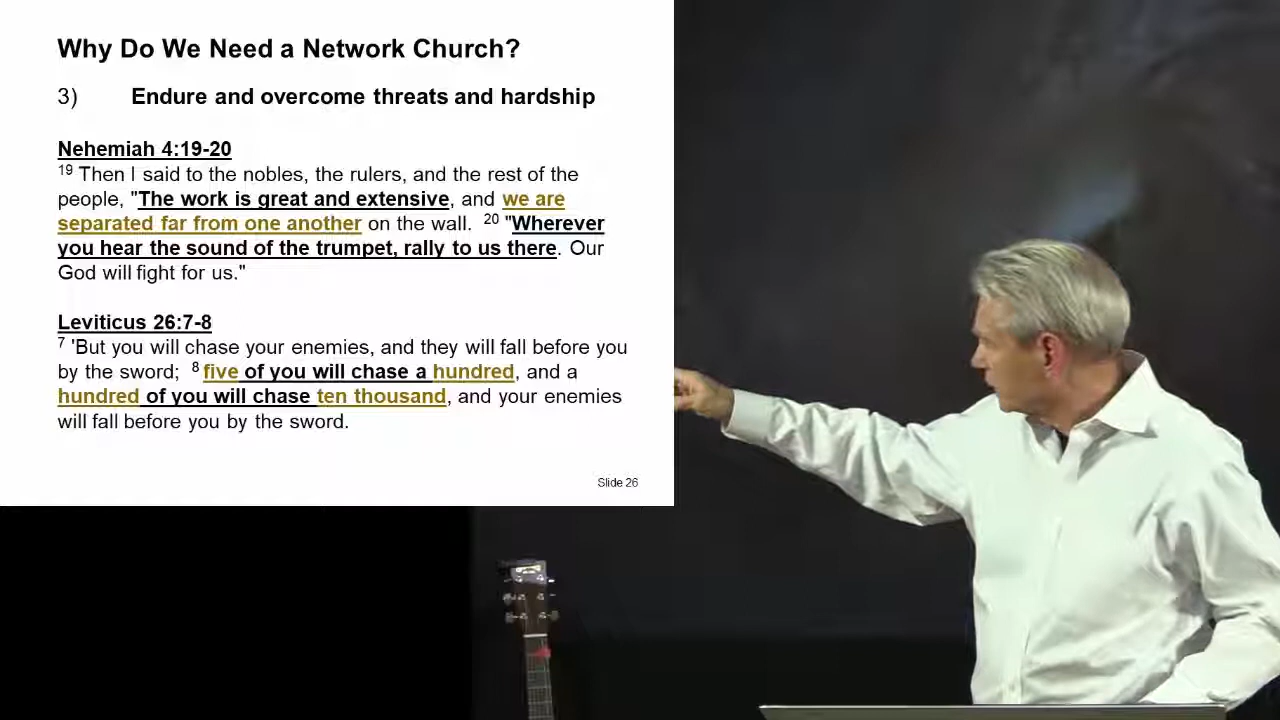 Why Do We Need a Network Church?
3) Endure and overcome threats and hardship
Nehemiah 4:19-20
19 Then I said to the nobles, the rulers, and the rest of the
people, "The work is great and extensive, and we are
separated far from one another on the wall. 20 "Wherever
you hear the sound of the trumpet, rally to us there. Our
God will fight for us."
Leviticus 26:7-8
7 'But you will chase your enemies, and they will fall before you
by the sword; 8 five of you will chase a hundred, and a
hundred of you will chase ten thousand, and your enemies
will fall before you by the sword.
Slide 26